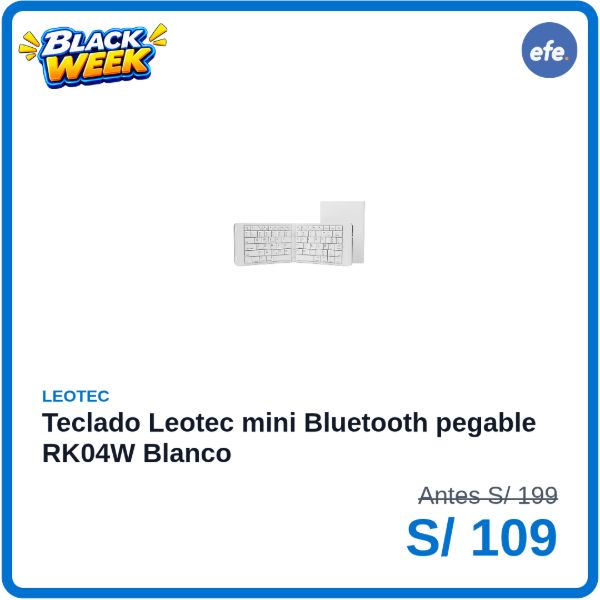 BLACK
WEEK
efe.
LEOTEC
Teclado Leotec mini Bluetooth pegable
RK04W Blanco
Antes S/ 199
S/ 109